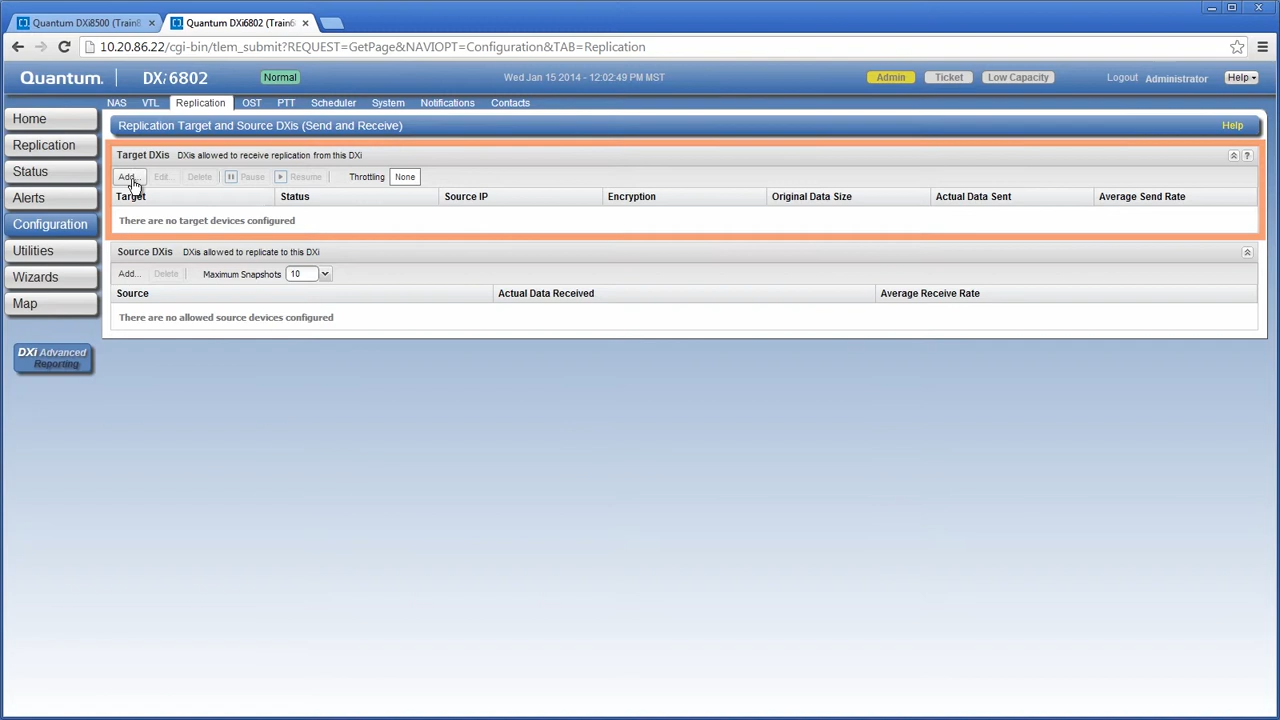 Quantum DXi8500 (Train8 × Quantum DXi6802 (Train6 ×
10.20.86.22/cgi-bin/tlem_submit?REQUEST=GetPage&NAVIOPT=Configuration&TAB=Replication
Quantum. DXi6802 Normal Wed Jan 15 2014 - 12:02:49 PM MST Admin Ticket Low Capacity Logout Administrator Help
NAS VTL Replication OST PTT Scheduler System Notifications Contacts
Home
Replication
Status
Alerts
Configuration
Utilities
Wizards
Map
DXi Advanced
Reporting
Replication Target and Source DXis (Send and Receive) Help
Target DXis DXis allowed to receive replication from this DXi ?
Add... Edit... Delete Pause Resume Throttling None
Target Status Source IP Encryption Original Data Size Actual Data Sent Average Send Rate
There are no target devices configured
Source DXis DXis allowed to replicate to this DXi
Add... Delete Maximum Snapshots 10
Source Actual Data Received Average Receive Rate
There are no allowed source devices configured